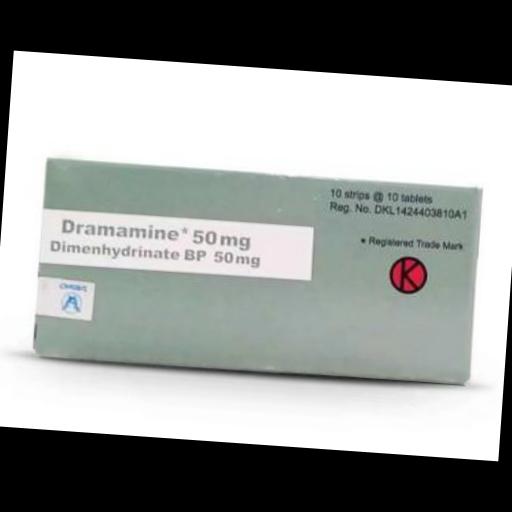 10 strips @ 10 tablets
Reg. No. DKL1424403810A1
Dramamine* 50mg
Dimenhydrinate BP 50mg
* Registered Trade Mark
K